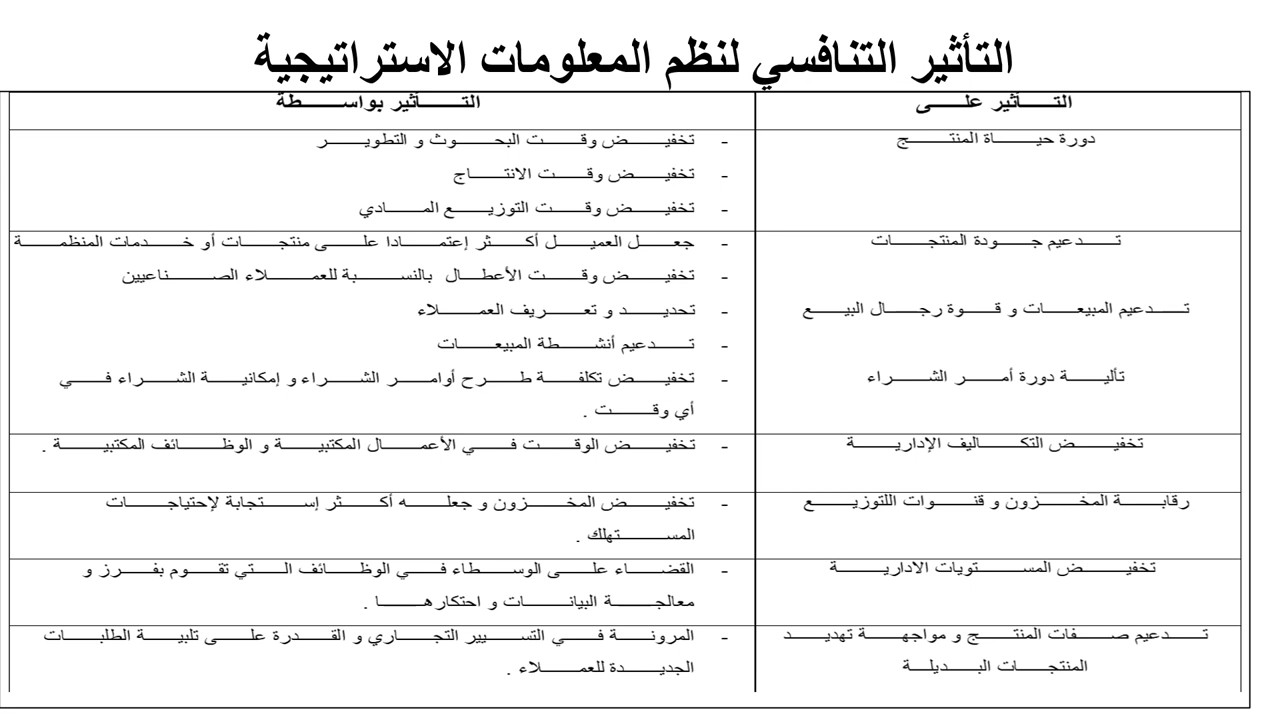 التأثير التنافسي لنظم المعلومات الاستراتيجية
التأثير على
التأثير بواسطة
دورة حياة المنتج
- تخفيض وقت البحوث و التطوير
- تخفيض وقت الانتاج
- تخفيض وقت التوزيع المادي
تدعيم جودة المنتجات
- جعل العميل أكثر إعتمادا على منتجات أو خدمات المنظمة
- تخفيض وقت الأعطال بالنسبة للعملاء الصناعيين
تدعيم المبيعات و قوة رجال البيع
- تحديد و تعريف العملاء
- تدعيم أنشطة المبيعات
تألية دورة أمر الشراء
- تخفيض تكلفة طرح أوامر الشراء و إمكانية الشراء في
أي وقت .
تخفيض التكاليف الإدارية
- تخفيض الوقت في الأعمال المكتبية و الوظائف المكتبية .
رقابة المخزون و قنوات اللتوزيع
- تخفيض المخزون و جعله أكثر إستجابة لإحتياجات
المستهلك .
تخفيض المستويات الادارية
- القضاء على الوسطاء في الوظائف التي تقوم بفرز و
معالجة البيانات و احتكارها .
تدعيم صفات المنتج و مواجهة تهديد
المنتجات البديلة
- المرونة في التسيير التجاري و القدرة على تلبية الطلبات
الجديدة للعملاء .